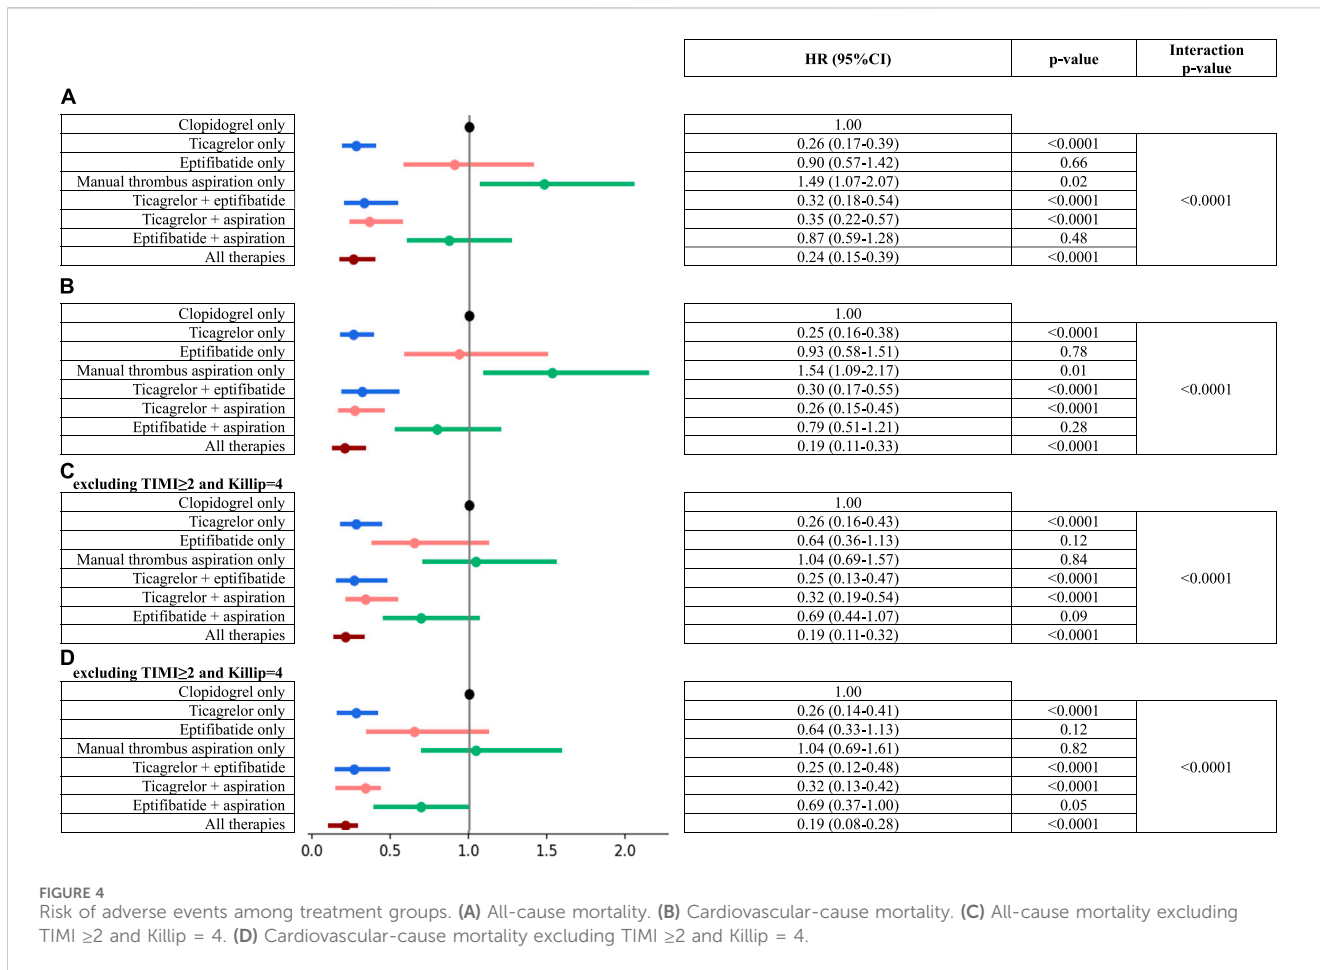 HR (95%CI) p-value Interaction p-value
A
Clopidogrel only 1.00
Ticagrelor only 0.26 (0.17-0.39) <0.0001
Eptifibatide only 0.90 (0.57-1.42) 0.66
Manual thrombus aspiration only 1.49 (1.07-2.07) 0.02
Ticagrelor + eptifibatide 0.32 (0.18-0.54) <0.0001 <0.0001
Ticagrelor + aspiration 0.35 (0.22-0.57) <0.0001
Eptifibatide + aspiration 0.87 (0.59-1.28) 0.48
All therapies 0.24 (0.15-0.39) <0.0001
B
Clopidogrel only 1.00
Ticagrelor only 0.25 (0.16-0.38) <0.0001
Eptifibatide only 0.93 (0.58-1.51) 0.78
Manual thrombus aspiration only 1.54 (1.09-2.17) 0.01
Ticagrelor + eptifibatide 0.30 (0.17-0.55) <0.0001 <0.0001
Ticagrelor + aspiration 0.26 (0.15-0.45) <0.0001
Eptifibatide + aspiration 0.79 (0.51-1.21) 0.28
All therapies 0.19 (0.11-0.33) <0.0001
C
excluding TIMI≥2 and Killip=4
Clopidogrel only 1.00
Ticagrelor only 0.26 (0.16-0.43) <0.0001
Eptifibatide only 0.64 (0.36-1.13) 0.12
Manual thrombus aspiration only 1.04 (0.69-1.57) 0.84
Ticagrelor + eptifibatide 0.25 (0.13-0.47) <0.0001 <0.0001
Ticagrelor + aspiration 0.32 (0.19-0.54) <0.0001
Eptifibatide + aspiration 0.69 (0.44-1.07) 0.09
All therapies 0.19 (0.11-0.32) <0.0001
D
excluding TIMI≥2 and Killip=4
Clopidogrel only 1.00
Ticagrelor only 0.26 (0.14-0.41) <0.0001
Eptifibatide only 0.64 (0.33-1.13) 0.12
Manual thrombus aspiration only 1.04 (0.69-1.61) 0.82
Ticagrelor + eptifibatide 0.25 (0.12-0.48) <0.0001 <0.0001
Ticagrelor + aspiration 0.32 (0.13-0.42) <0.0001
Eptifibatide + aspiration 0.69 (0.37-1.00) 0.05
All therapies 0.19 (0.08-0.28) <0.0001
0.0 0.5 1.0 1.5 2.0
FIGURE 4
Risk of adverse events among treatment groups. (A) All-cause mortality. (B) Cardiovascular-cause mortality. (C) All-cause mortality excluding
TIMI ≥2 and Killip = 4. (D) Cardiovascular-cause mortality excluding TIMI ≥2 and Killip = 4.